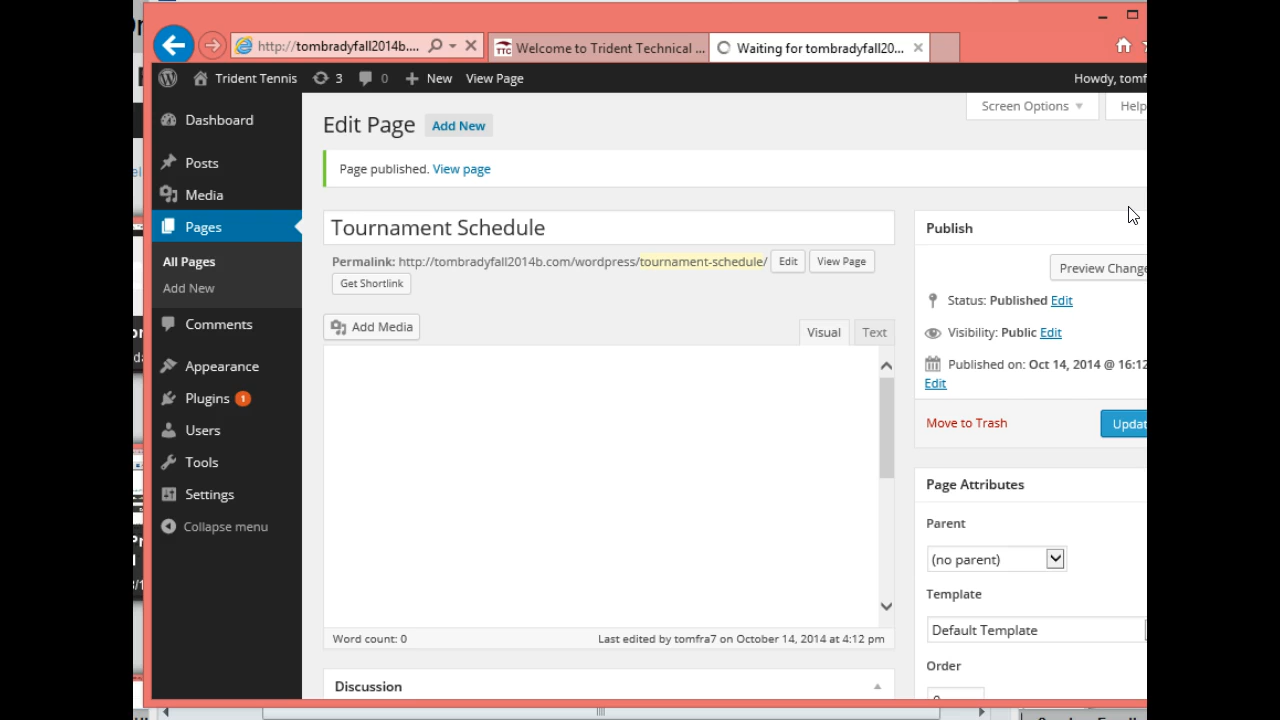 http://tombradyfall2014b....
TTC Welcome to Trident Technical ...
Waiting for tombradyfall20...
Trident Tennis
3
0
New
View Page
Howdy, tomf
Screen Options
Help
Dashboard
Posts
Media
Pages
All Pages
Add New
Comments
Appearance
Plugins 1
Users
Tools
Settings
Collapse menu
Edit Page
Add New
Page published. View page
Tournament Schedule
Permalink: http://tombradyfall2014b.com/wordpress/tournament-schedule/
Edit
View Page
Get Shortlink
Add Media
Visual
Text
Word count: 0
Last edited by tomfra7 on October 14, 2014 at 4:12 pm
Discussion
Publish
Preview Change
Status: Published Edit
Visibility: Public Edit
Published on: Oct 14, 2014 @ 16:12
Edit
Move to Trash
Updat
Page Attributes
Parent
(no parent)
Template
Default Template
Order